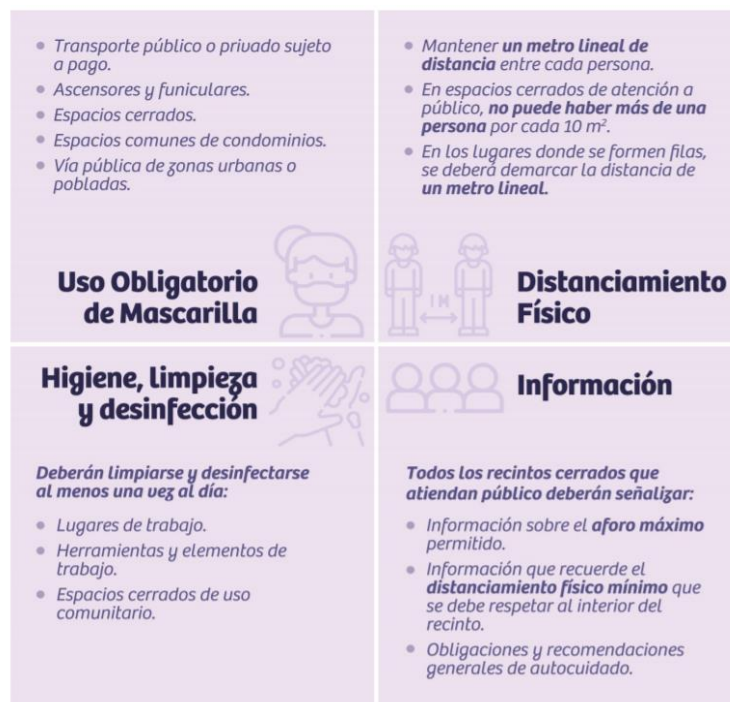 • Transporte público o privado sujeto
a pago.
• Ascensores y funiculares.
• Espacios cerrados.
• Espacios comunes de condominios.
• Vía pública de zonas urbanas o
pobladas.
Uso Obligatorio
de Mascarilla
• Mantener un metro lineal de
distancia entre cada persona.
• En espacios cerrados de atención a
público, no puede haber más de una
persona por cada 10 m².
• En los lugares donde se formen filas,
se deberá demarcar la distancia de
un metro lineal.
1M
Distanciamiento
Físico
Higiene, limpieza
y desinfección
Deberán limpiarse y desinfectarse
al menos una vez al día:
• Lugares de trabajo.
• Herramientas y elementos de
trabajo.
• Espacios cerrados de uso
comunitario.
Información
Todos los recintos cerrados que
atiendan público deberán señalizar:
• Información sobre el aforo máximo
permitido.
• Información que recuerde el
distanciamiento físico mínimo que
se debe respetar al interior del
recinto.
• Obligaciones y recomendaciones
generales de autocuidado.